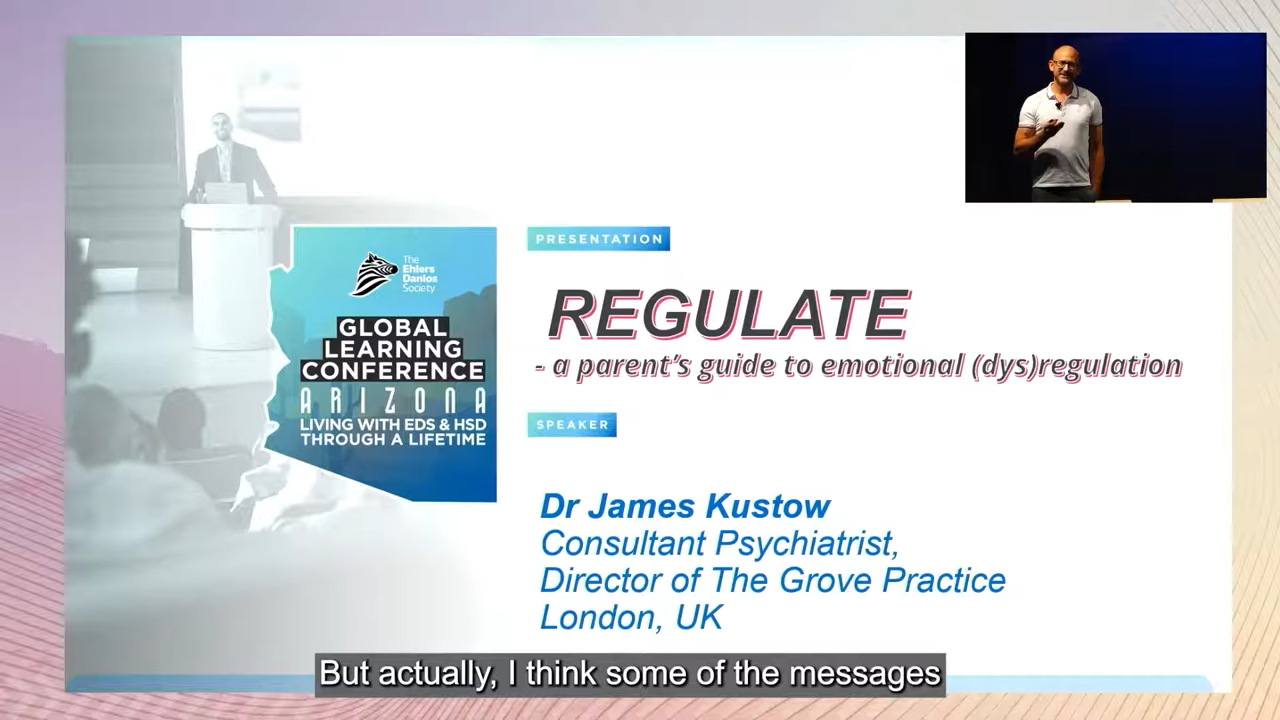 The
Ehlers
Danlos
Society
GLOBAL
LEARNING
CONFERENCE
ARIZONA
LIVING WITH EDS & HSD
THROUGH A LIFETIME
PRESENTATION
REGULATE
- a parent's guide to emotional (dys)regulation
SPEAKER
Dr James Kustow
Consultant Psychiatrist,
Director of The Grove Practice
London, UK
But actually, I think some of the messages